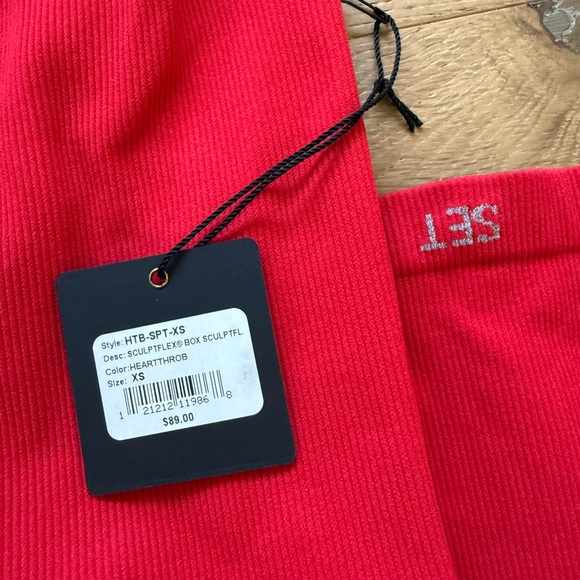 SET
Style: HTB-SPT-XS
Desc: SCULPTFLEX® BOX SCULPTFL
Color:HEARTTHROB
Size: XS
1 21212 11986 8
$89.00